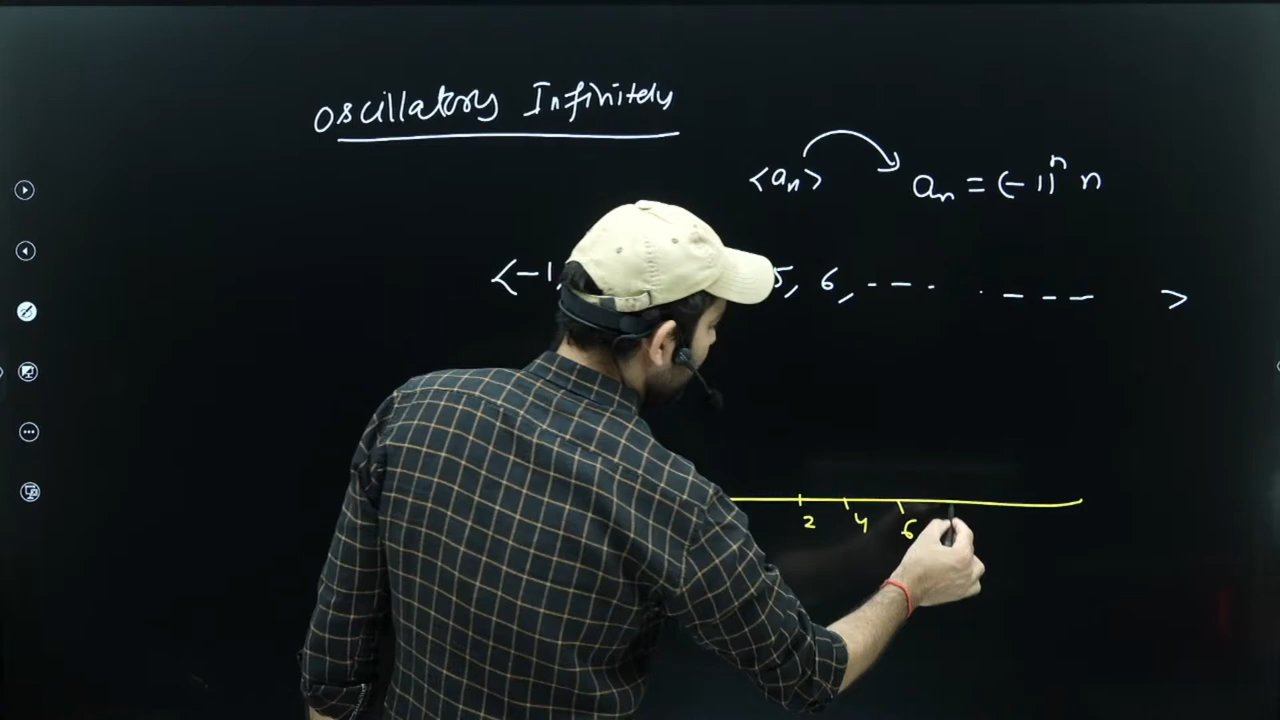 Oscillatory Infinitely
<aₙ> aₙ = (-1)ⁿ n
<-1, 5, 6, --- . . --- >
2 4 6